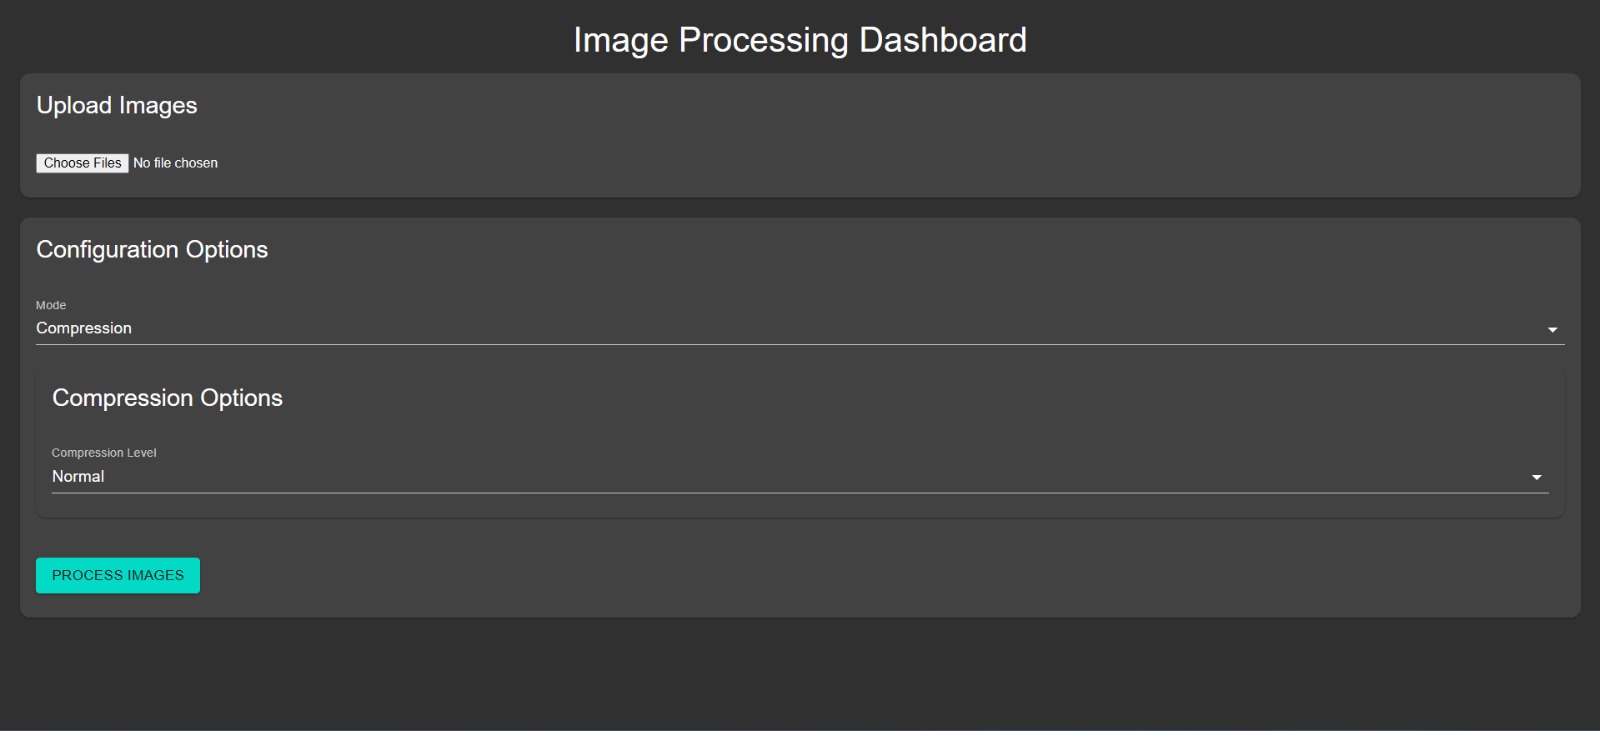 Image Processing Dashboard
Upload Images
Choose Files No file chosen
Configuration Options
Mode
Compression
Compression Options
Compression Level
Normal
PROCESS IMAGES